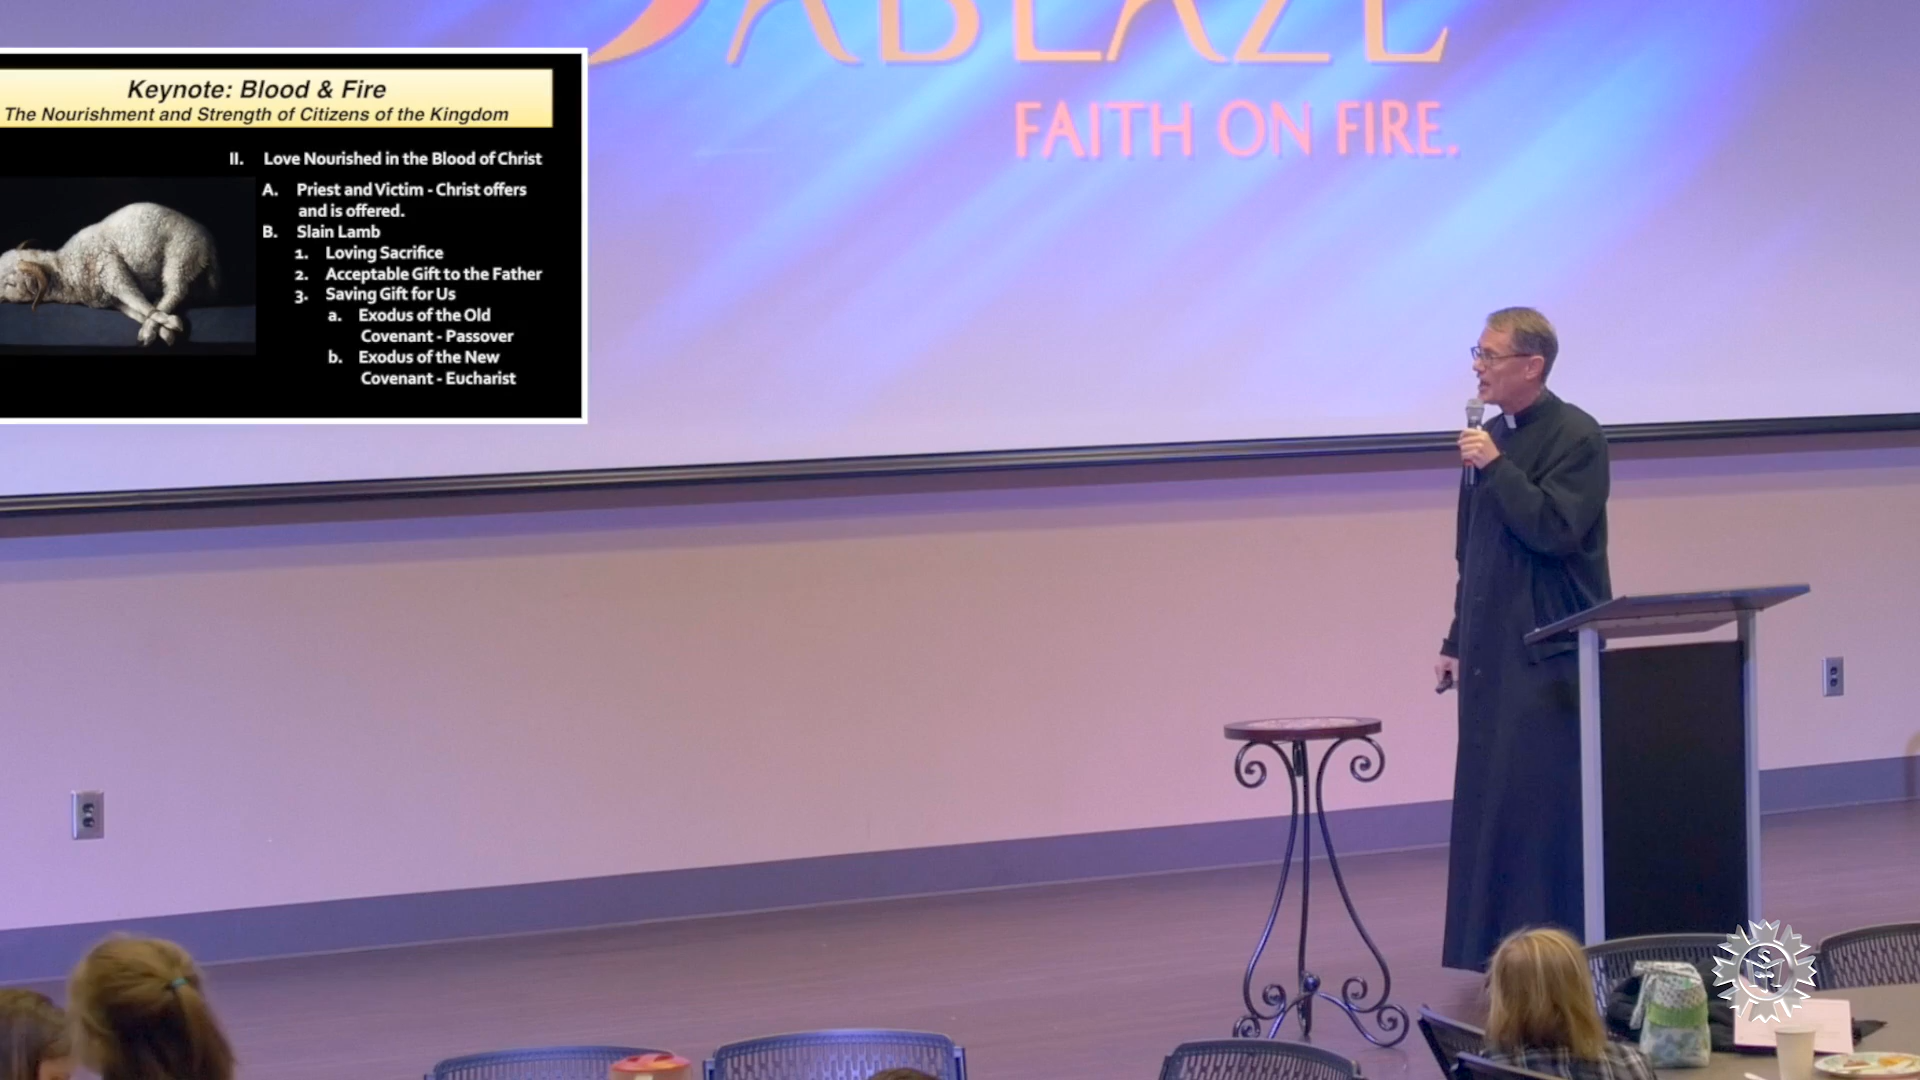 ABLAZE
FAITH ON FIRE.
Keynote: Blood & Fire
The Nourishment and Strength of Citizens of the Kingdom
II. Love Nourished in the Blood of Christ
A. Priest and Victim - Christ offers
and is offered.
B. Slain Lamb
1. Loving Sacrifice
2. Acceptable Gift to the Father
3. Saving Gift for Us
a. Exodus of the Old
Covenant - Passover
b. Exodus of the New
Covenant - Eucharist